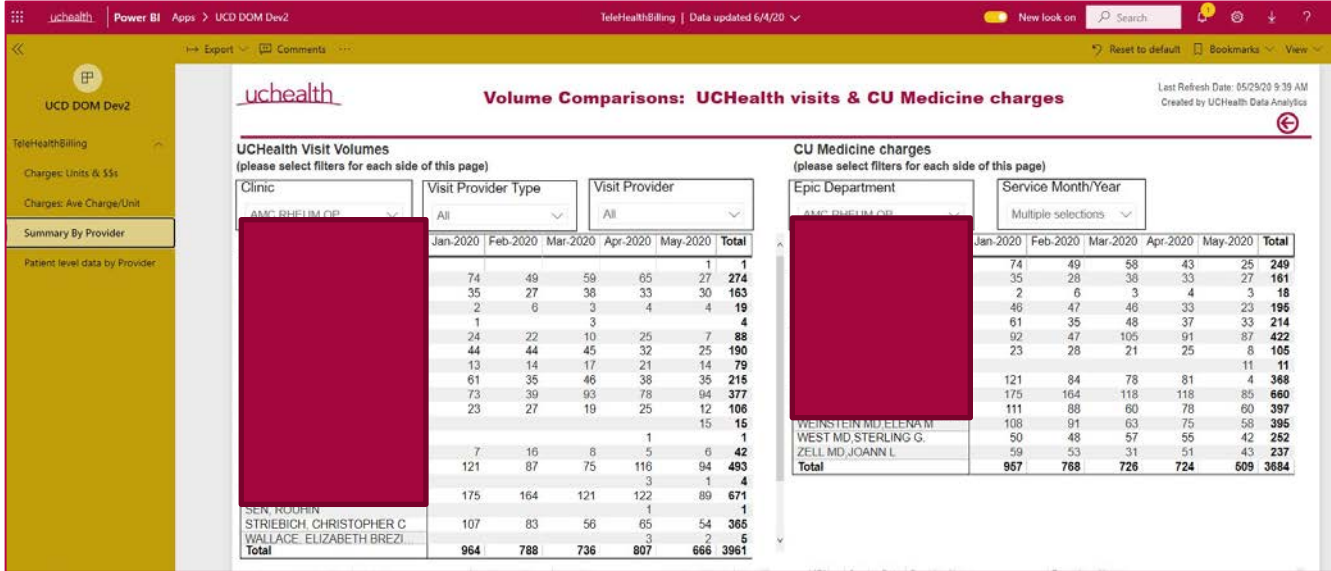 uchealth Power BI Apps > UCD DOM Dev2 TeleHealthBilling | Data updated 6/4/20 New look on Search 1 ?
Export Comments ... Reset to default Bookmarks View
UCD DOM Dev2
TeleHealthBilling
Charges: Units & $$s
Charges: Ave Charge/Unit
Summary By Provider
Patient level data by Provider
uchealth
Volume Comparisons: UCHealth visits & CU Medicine charges
Last Refresh Date: 05/29/20 9:39 AM
Created by UCHealth Data Analytics
UCHealth Visit Volumes
(please select filters for each side of this page)
Clinic Visit Provider Type Visit Provider
AMC RHEUM OP All All
Jan-2020 Feb-2020 Mar-2020 Apr-2020 May-2020 Total
1 1
74 49 59 65 27 274
35 27 38 33 30 163
2 6 3 4 4 19
1 3 4
24 22 10 25 7 88
44 44 45 32 25 190
13 14 17 21 14 79
61 35 46 38 35 215
73 39 93 78 94 377
23 27 19 25 12 106
15 15
1 1
7 16 8 5 6 42
121 87 75 116 94 493
3 1 4
175 164 121 122 89 671
SEN, ROUHIN 1 1
STRIEBICH, CHRISTOPHER C 107 83 56 65 54 365
WALLACE, ELIZABETH BREZI... 3 2 5
Total 964 788 736 807 666 3961
CU Medicine charges
(please select filters for each side of this page)
Epic Department Service Month/Year
AMC RHEUM OP Multiple selections
Jan-2020 Feb-2020 Mar-2020 Apr-2020 May-2020 Total
74 49 58 43 25 249
35 28 38 33 27 161
2 6 3 4 3 18
46 47 46 33 23 195
61 35 48 37 33 214
92 47 105 91 87 422
23 28 21 25 8 105
11 11
121 84 78 81 4 368
175 164 118 118 85 660
111 88 60 78 60 397
WEINSTEIN MD,ELENA M 108 91 63 75 58 395
WEST MD,STERLING G. 50 48 57 55 42 252
ZELL MD,JOANN L 59 53 31 51 43 237
Total 957 768 726 724 509 3684